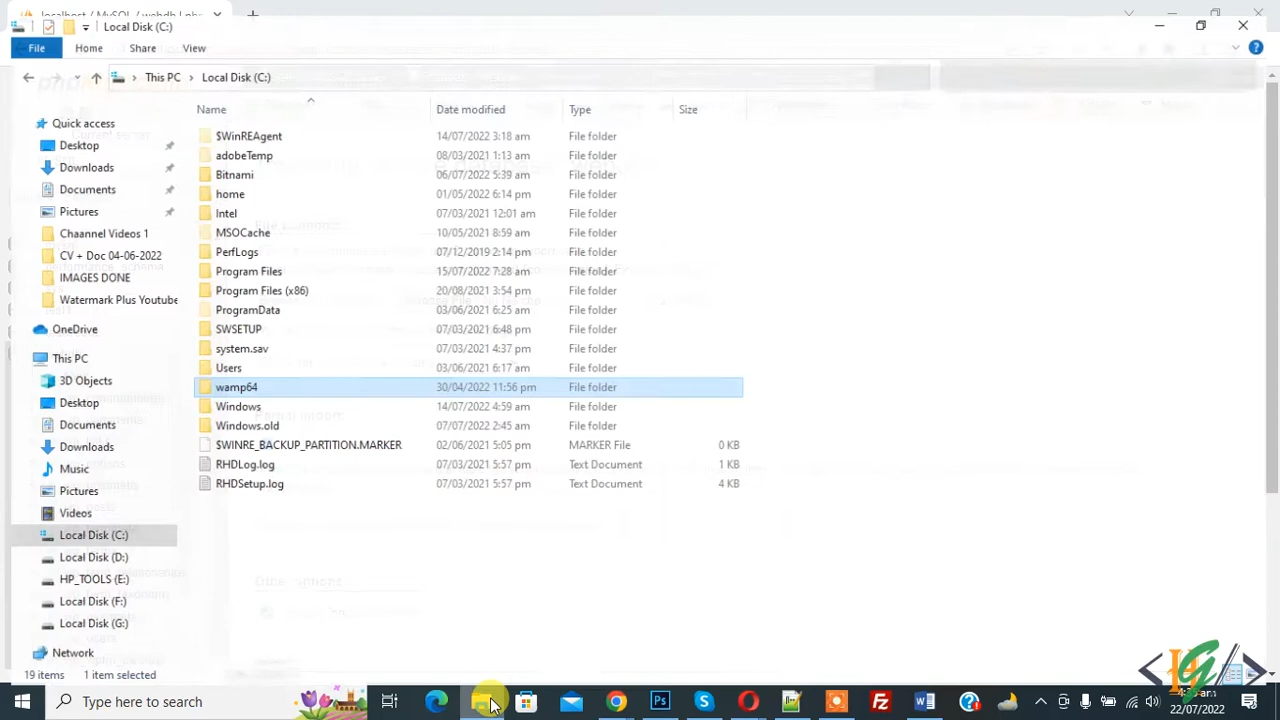 Local Disk (C:)
File Home Share View
This PC Local Disk (C:)
Name Date modified Type Size
Quick access
Desktop
Downloads
Documents
Pictures
Chaannel Videos 1
CV + Doc 04-06-2022
IMAGES DONE
Watermark Plus Youtube
OneDrive
This PC
3D Objects
Desktop
Documents
Downloads
Music
Pictures
Videos
Local Disk (C:)
Local Disk (D:)
HP_TOOLS (E:)
Local Disk (F:)
Local Disk (G:)
Network
$WinREAgent 14/07/2022 3:18 am File folder
adobeTemp 08/03/2021 1:13 am File folder
Bitnami 06/07/2022 5:39 am File folder
home 01/05/2022 6:14 pm File folder
Intel 07/03/2021 12:01 am File folder
MSOCache 10/05/2021 8:59 am File folder
PerfLogs 07/12/2019 2:14 pm File folder
Program Files 15/07/2022 7:28 am File folder
Program Files (x86) 20/08/2021 3:54 pm File folder
ProgramData 03/06/2021 6:25 am File folder
SWSETUP 07/03/2021 6:48 pm File folder
system.sav 07/03/2021 4:37 pm File folder
Users 03/06/2021 6:17 am File folder
wamp64 30/04/2022 11:56 pm File folder
Windows 14/07/2022 4:59 am File folder
Windows.old 07/07/2022 2:45 am File folder
$WINRE_BACKUP_PARTITION.MARKER 02/06/2021 5:05 pm MARKER File 0 KB
RHDLog.log 07/03/2021 5:57 pm Text Document 1 KB
RHDSetup.log 07/03/2021 5:57 pm Text Document 4 KB
19 items 1 item selected
Type here to search
22/07/2022